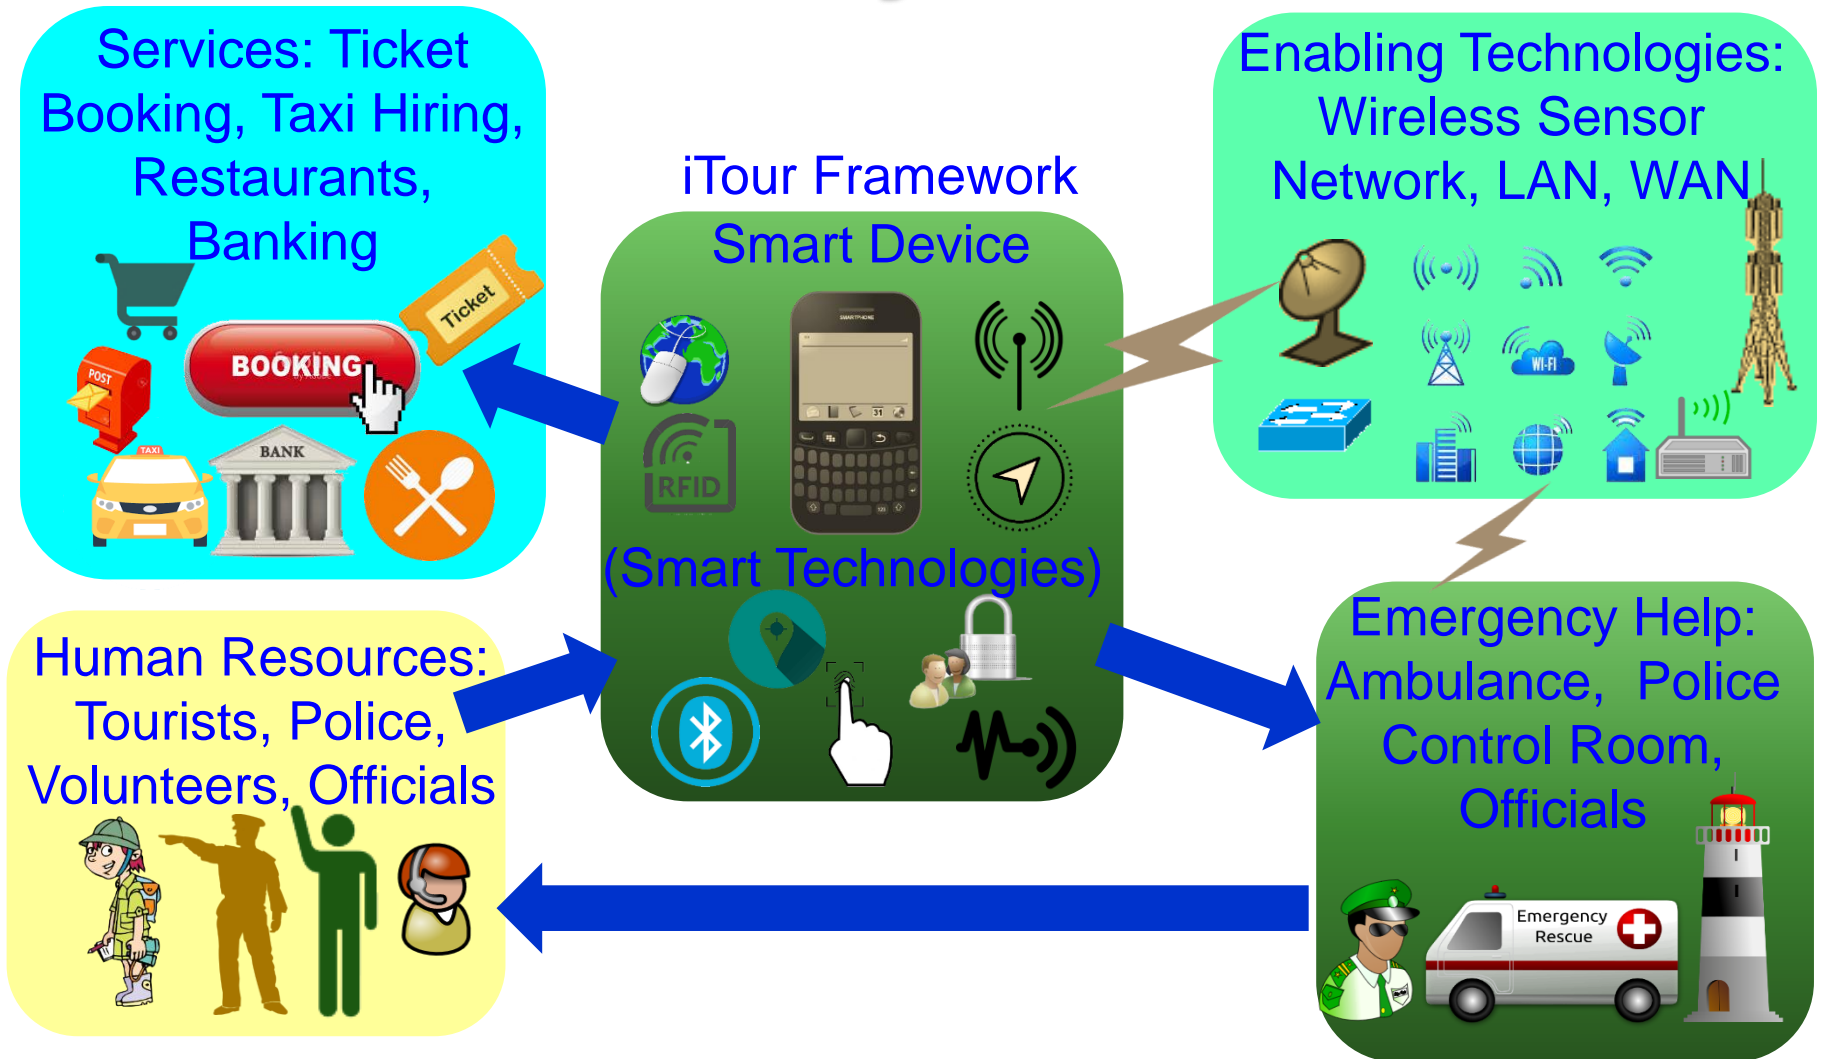 Services: Ticket
Booking, Taxi Hiring,
Restaurants,
Banking
Ticket
BOOKING
POST
TAXI
BANK
iTour Framework
Smart Device
SMARTPHONE
31
RFID
(Smart Technologies)
Enabling Technologies:
Wireless Sensor
Network, LAN, WAN
WI-FI
Human Resources:
Tourists, Police,
Volunteers, Officials
Emergency Help:
Ambulance, Police
Control Room,
Officials
Emergency
Rescue